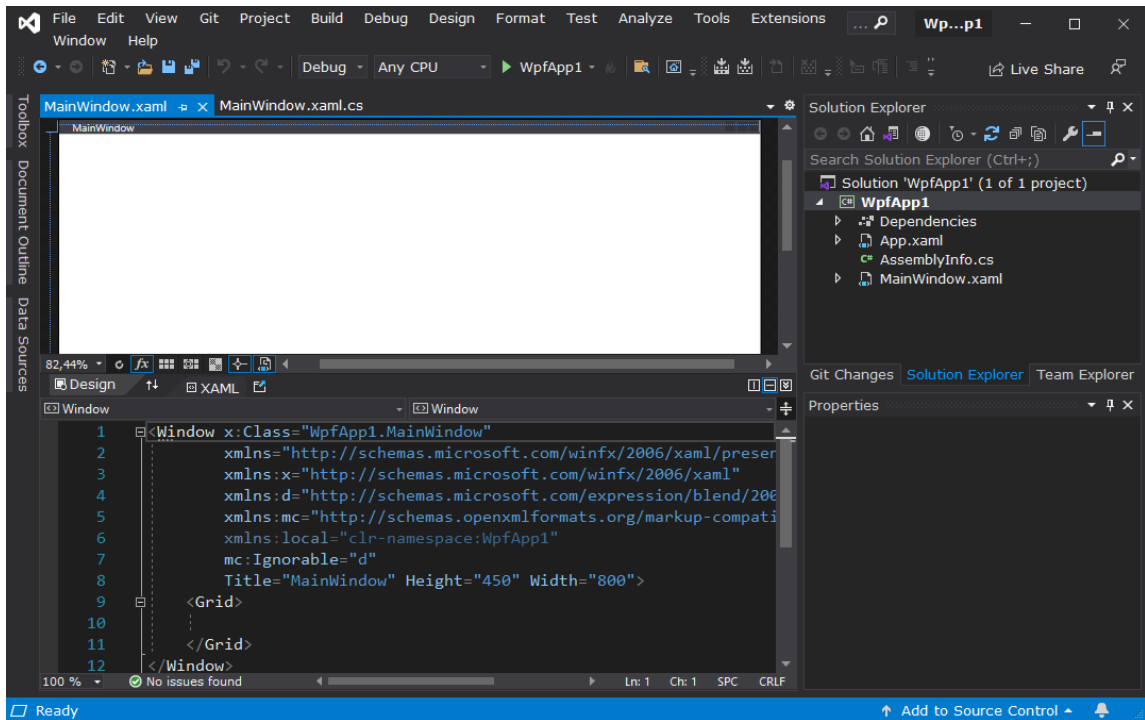 File Edit View Git Project Build Debug Design Format Test Analyze Tools Extensions ... Wp...p1
Window Help
Debug Any CPU WpfApp1 Live Share
Toolbox
Document Outline
Data Sources
MainWindow.xaml MainWindow.xaml.cs
MainWindow
82,44% fx
Design XAML
Window Window
1 <Window x:Class="WpfApp1.MainWindow"
2 xmlns="http://schemas.microsoft.com/winfx/2006/xaml/preser
3 xmlns:x="http://schemas.microsoft.com/winfx/2006/xaml"
4 xmlns:d="http://schemas.microsoft.com/expression/blend/200
5 xmlns:mc="http://schemas.openxmlformats.org/markup-compati
6 xmlns:local="clr-namespace:WpfApp1"
7 mc:Ignorable="d"
8 Title="MainWindow" Height="450" Width="800">
9 <Grid>
10
11 </Grid>
12 </Window>
100 % No issues found Ln: 1 Ch: 1 SPC CRLF
Solution Explorer
Search Solution Explorer (Ctrl+;)
Solution 'WpfApp1' (1 of 1 project)
C# WpfApp1
Dependencies
App.xaml
C# AssemblyInfo.cs
MainWindow.xaml
Git Changes Solution Explorer Team Explorer
Properties
Ready Add to Source Control